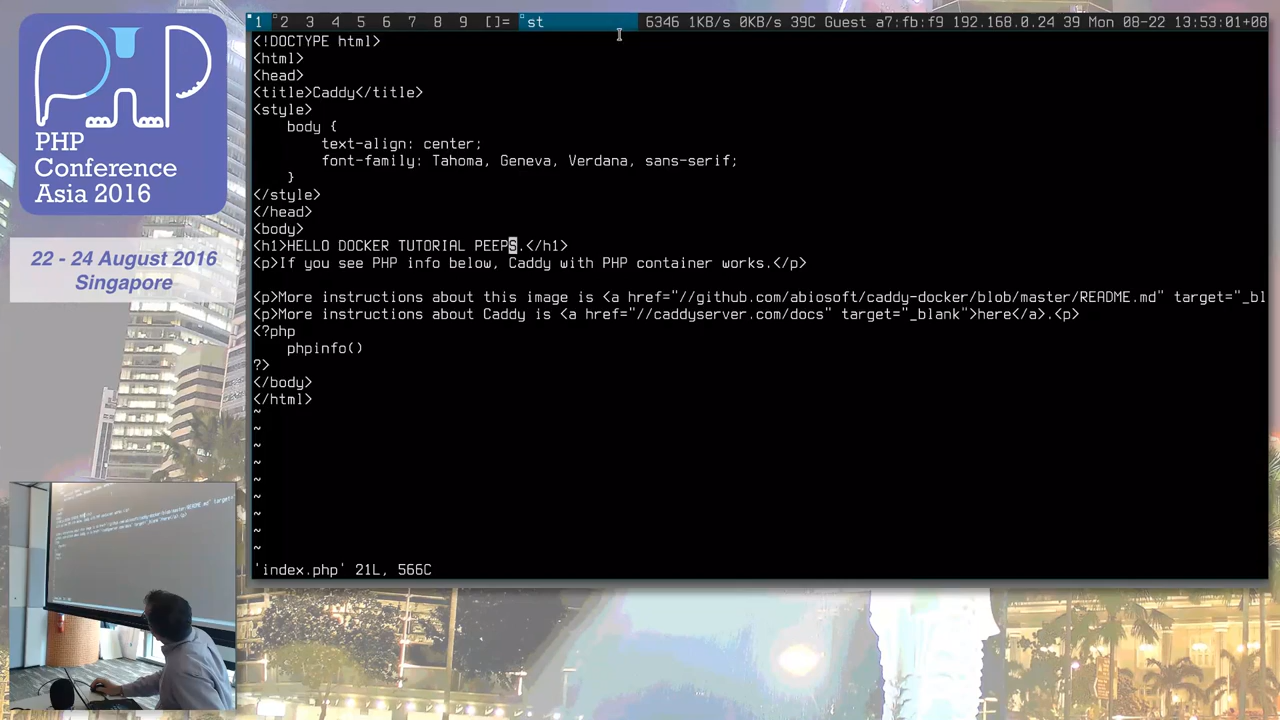 PHP
Conference
Asia 2016
22 - 24 August 2016
Singapore
1 2 3 4 5 6 7 8 9 []= st 6346 1KB/s 0KB/s 39C Guest a7:fb:f9 192.168.0.24 39 Mon 08-22 13:53:01+08
<!DOCTYPE html>
<html>
<head>
<title>Caddy</title>
<style>
    body {
        text-align: center;
        font-family: Tahoma, Geneva, Verdana, sans-serif;
    }
</style>
</head>
<body>
<h1>HELLO DOCKER TUTORIAL PEEPS.</h1>
<p>If you see PHP info below, Caddy with PHP container works.</p>
<p>More instructions about this image is <a href="//github.com/abiosoft/caddy-docker/blob/master/README.md" target="_bl
<p>More instructions about Caddy is <a href="//caddyserver.com/docs" target="_blank">here</a>.<p>
<?php
    phpinfo()
?>
</body>
</html>
~
~
~
~
~
~
~
~
~
'index.php' 21L, 566C